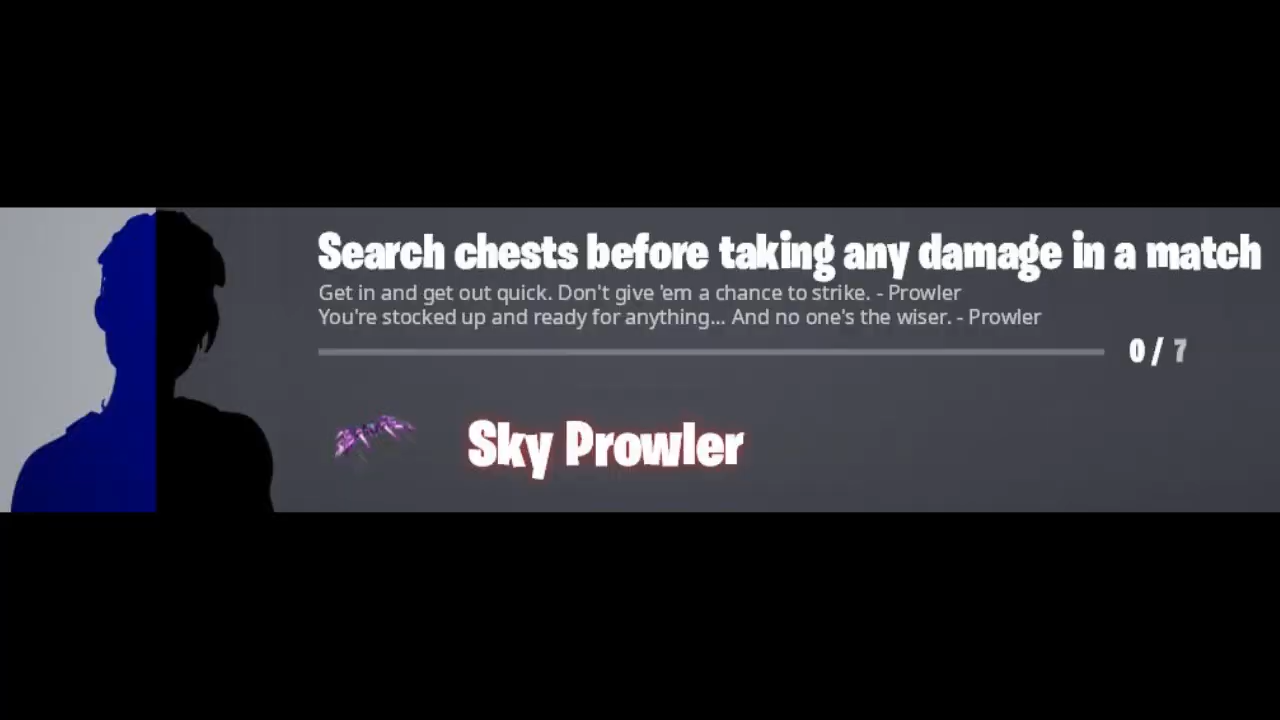 Search chests before taking any damage in a match
Get in and get out quick. Don't give 'em a chance to strike. - Prowler
You're stocked up and ready for anything... And no one's the wiser. - Prowler
0 / 7
Sky Prowler